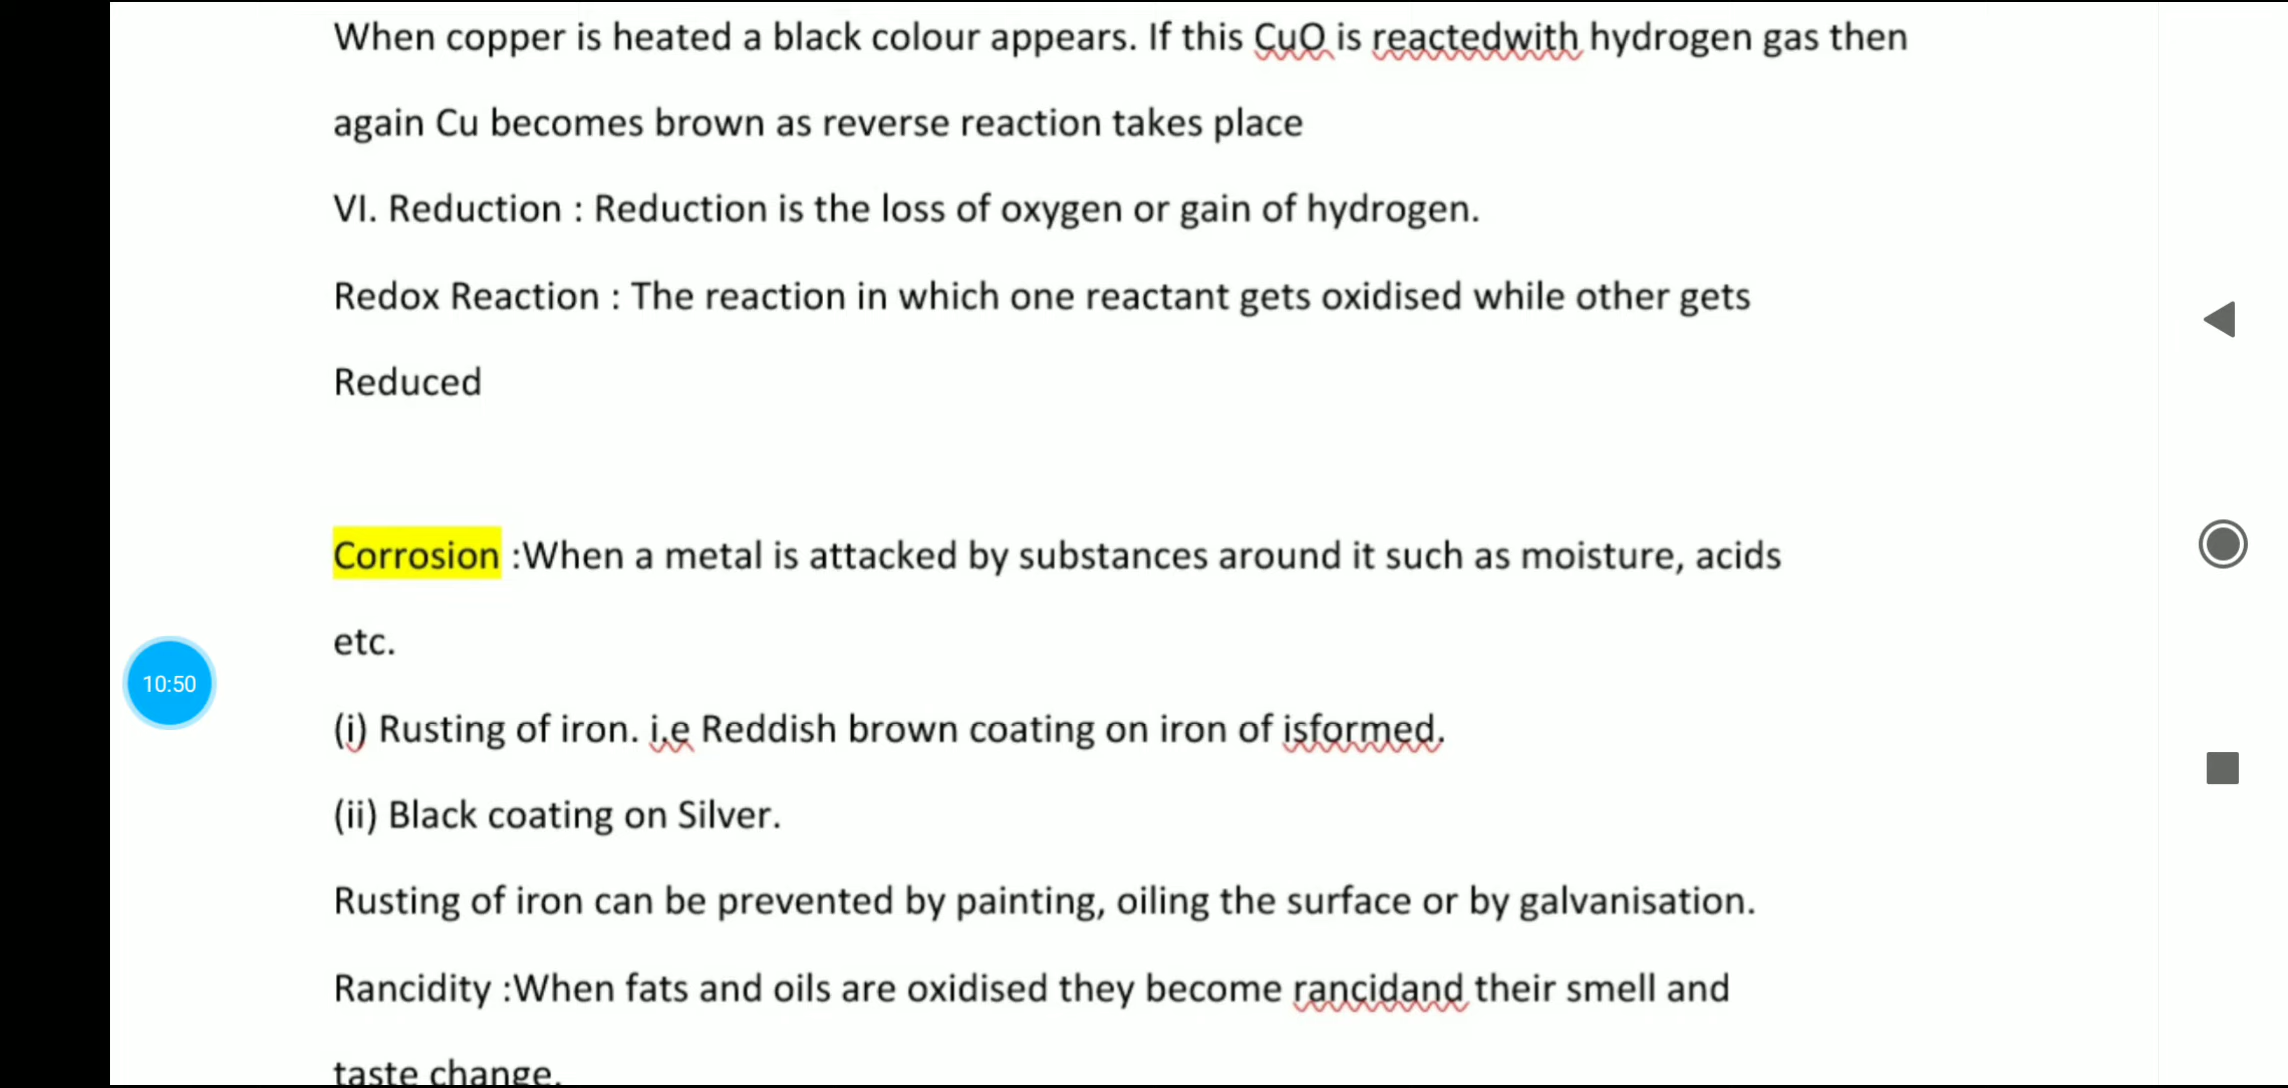 When copper is heated a black colour appears. If this CuO is reactedwith hydrogen gas then
again Cu becomes brown as reverse reaction takes place
VI. Reduction : Reduction is the loss of oxygen or gain of hydrogen.
Redox Reaction : The reaction in which one reactant gets oxidised while other gets
Reduced
Corrosion :When a metal is attacked by substances around it such as moisture, acids
etc.
10:50
(i) Rusting of iron. i.e Reddish brown coating on iron of isformed.
(ii) Black coating on Silver.
Rusting of iron can be prevented by painting, oiling the surface or by galvanisation.
Rancidity :When fats and oils are oxidised they become rancidand their smell and
taste change.